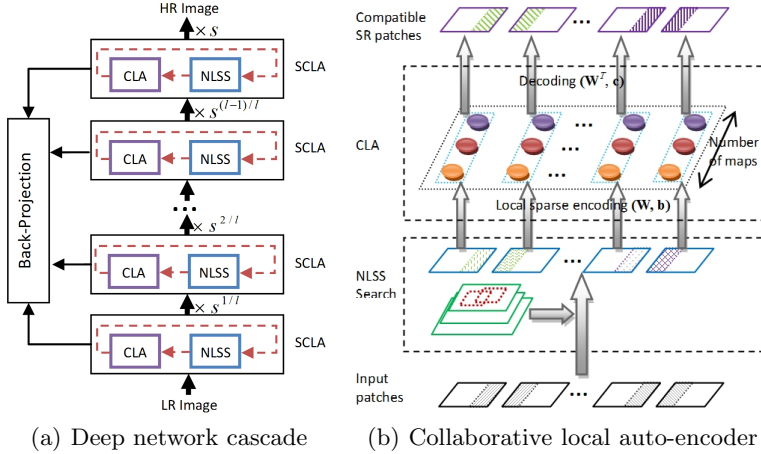 HR Image
× s
CLA
NLSS
SCLA
× s^(l−1)/l
CLA
NLSS
SCLA
...
× s^2/l
CLA
NLSS
SCLA
× s^1/l
CLA
NLSS
SCLA
LR Image
Back-Projection
(a) Deep network cascade
Compatible
SR patches
...
Decoding (W^T, c)
CLA
...
...
...
Number
of maps
Local sparse encoding (W, b)
NLSS
Search
...
Input
patches
...
(b) Collaborative local auto-encoder